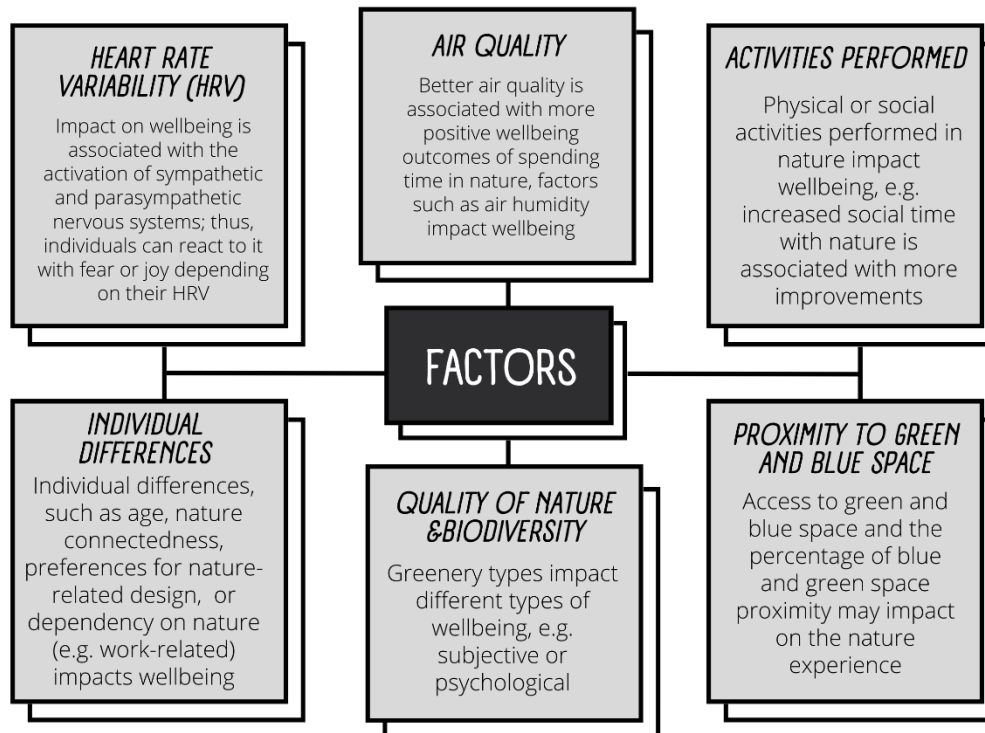 HEART RATE
VARIABILITY (HRV)
Impact on wellbeing is
associated with the
activation of sympathetic
and parasympathetic
nervous systems; thus,
individuals can react to it
with fear or joy depending
on their HRV
AIR QUALITY
Better air quality is
associated with more
positive wellbeing
outcomes of spending
time in nature, factors
such as air humidity
impact wellbeing
ACTIVITIES PERFORMED
Physical or social
activities performed in
nature impact
wellbeing, e.g.
increased social time
with nature is
associated with more
improvements
FACTORS
INDIVIDUAL
DIFFERENCES
Individual differences,
such as age, nature
connectedness,
preferences for nature-
related design, or
dependency on nature
(e.g. work-related)
impacts wellbeing
QUALITY OF NATURE
&BIODIVERSITY
Greenery types impact
different types of
wellbeing, e.g.
subjective or
psychological
PROXIMITY TO GREEN
AND BLUE SPACE
Access to green and
blue space and the
percentage of blue
and green space
proximity may impact
on the nature
experience